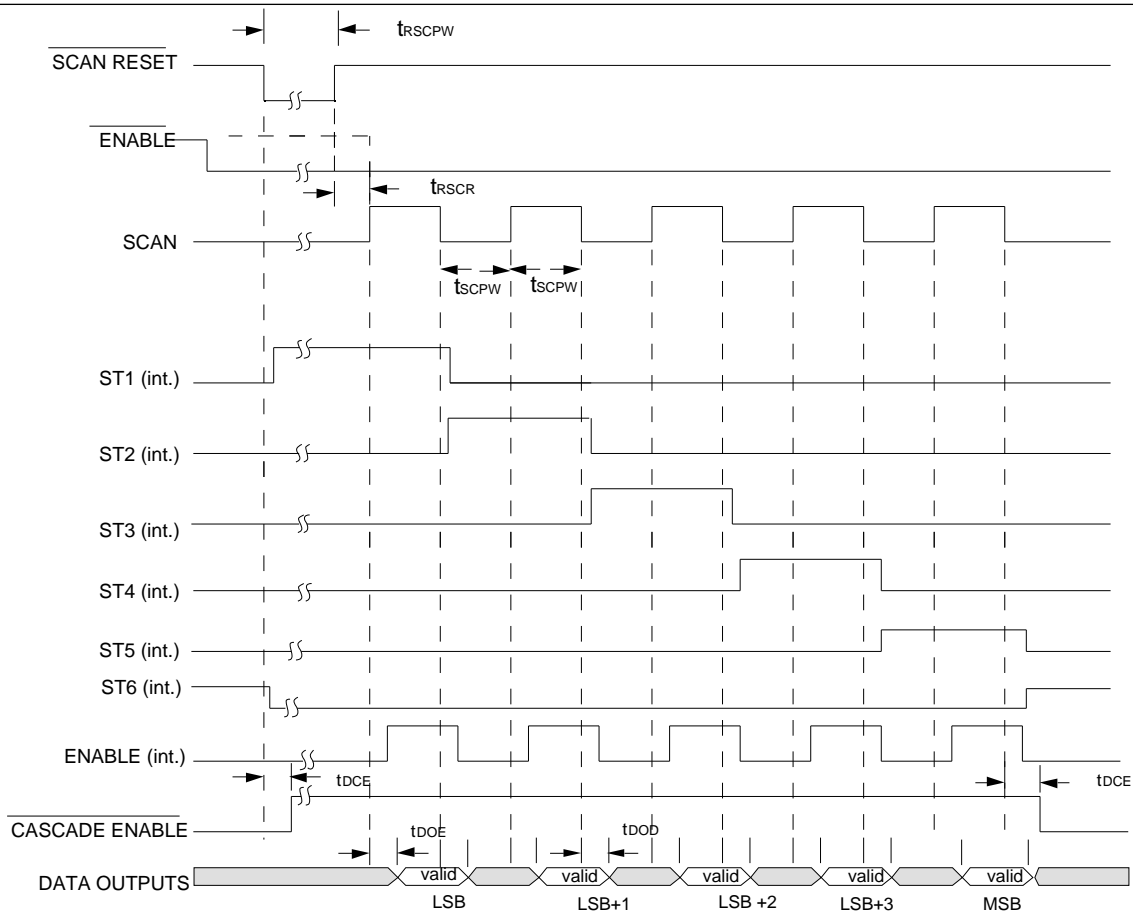 tRSCPW
SCAN RESET
ENABLE
tRSCR
SCAN
tSCPW tSCPW
ST1 (int.)
ST2 (int.)
ST3 (int.)
ST4 (int.)
ST5 (int.)
ST6 (int.)
ENABLE (int.)
tDCE tDCE
CASCADE ENABLE
tDOE tDOD
DATA OUTPUTS valid valid valid valid valid
LSB LSB+1 LSB +2 LSB+3 MSB